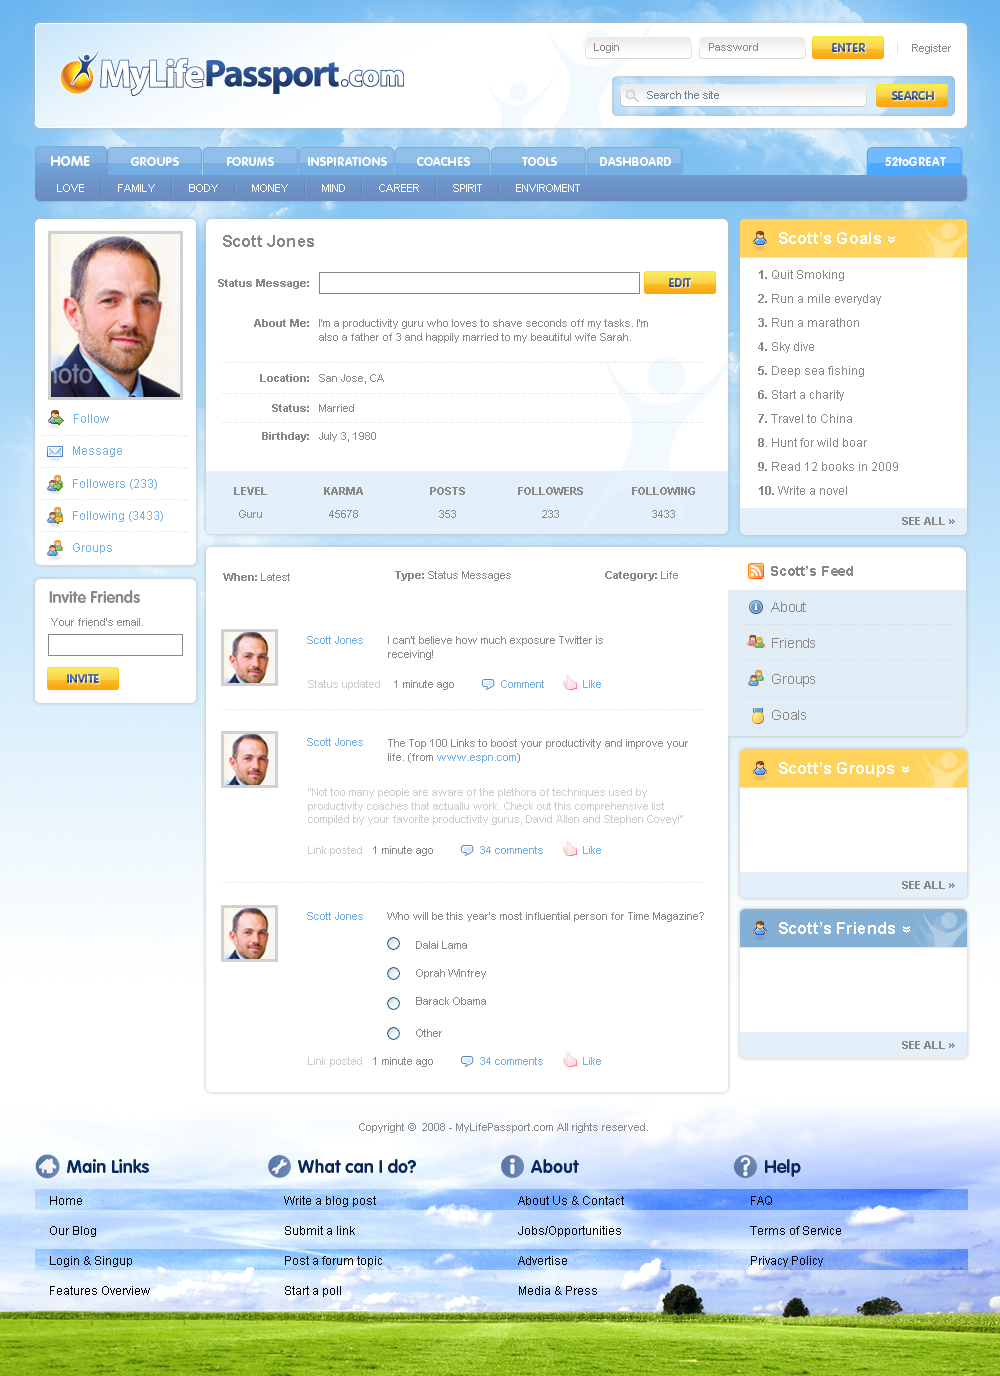 Login Password ENTER Register
MyLifePassport.com
Search the site SEARCH
HOME GROUPS FORUMS INSPIRATIONS COACHES TOOLS DASHBOARD 52toGREAT
LOVE FAMILY BODY MONEY MIND CAREER SPIRIT ENVIROMENT
hoto
Follow
Message
Followers (233)
Following (3433)
Groups
Invite Friends
Your friend's email.
INVITE
Scott Jones
Status Message: EDIT
About Me: I'm a productivity guru who loves to shave seconds off my tasks. I'm
also a father of 3 and happily married to my beautiful wife Sarah.
Location: San Jose, CA
Status: Married
Birthday: July 3, 1980
LEVEL KARMA POSTS FOLLOWERS FOLLOWING
Guru 45678 353 233 3433
Scott's Goals
1. Quit Smoking
2. Run a mile everyday
3. Run a marathon
4. Sky dive
5. Deep sea fishing
6. Start a charity
7. Travel to China
8. Hunt for wild boar
9. Read 12 books in 2009
10. Write a novel
SEE ALL »
When: Latest Type: Status Messages Category: Life
Scott Jones I can't believe how much exposure Twitter is
receiving!
Status updated 1 minute ago Comment Like
Scott Jones The Top 100 Links to boost your productivity and improve your
life. (from www.espn.com)
"Not too many people are aware of the plethora of techniques used by
productivity coaches that actuallu work. Check out this comprehensive list
compiled by your favorite productivity gurus, David Allen and Stephen Covey!"
Link posted 1 minute ago 34 comments Like
Scott Jones Who will be this year's most influential person for Time Magazine?
Dalai Lama
Oprah Winfrey
Barack Obama
Other
Link posted 1 minute ago 34 comments Like
Scott's Feed
About
Friends
Groups
Goals
Scott's Groups
SEE ALL »
Scott's Friends
SEE ALL »
Copyright © 2008 - MyLifePassport.com All rights reserved.
Main Links What can I do? About Help
Home Write a blog post About Us & Contact FAQ
Our Blog Submit a link Jobs/Opportunities Terms of Service
Login & Singup Post a forum topic Advertise Privacy Policy
Features Overview Start a poll Media & Press